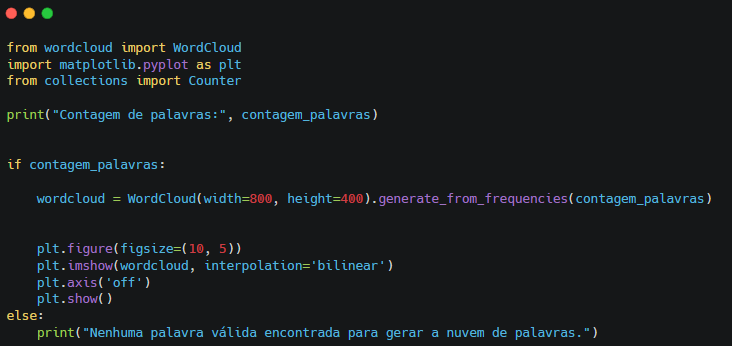 from wordcloud import WordCloud
import matplotlib.pyplot as plt
from collections import Counter
print("Contagem de palavras:", contagem_palavras)
if contagem_palavras:
    wordcloud = WordCloud(width=800, height=400).generate_from_frequencies(contagem_palavras)
    plt.figure(figsize=(10, 5))
    plt.imshow(wordcloud, interpolation='bilinear')
    plt.axis('off')
    plt.show()
else:
    print("Nenhuma palavra válida encontrada para gerar a nuvem de palavras.")